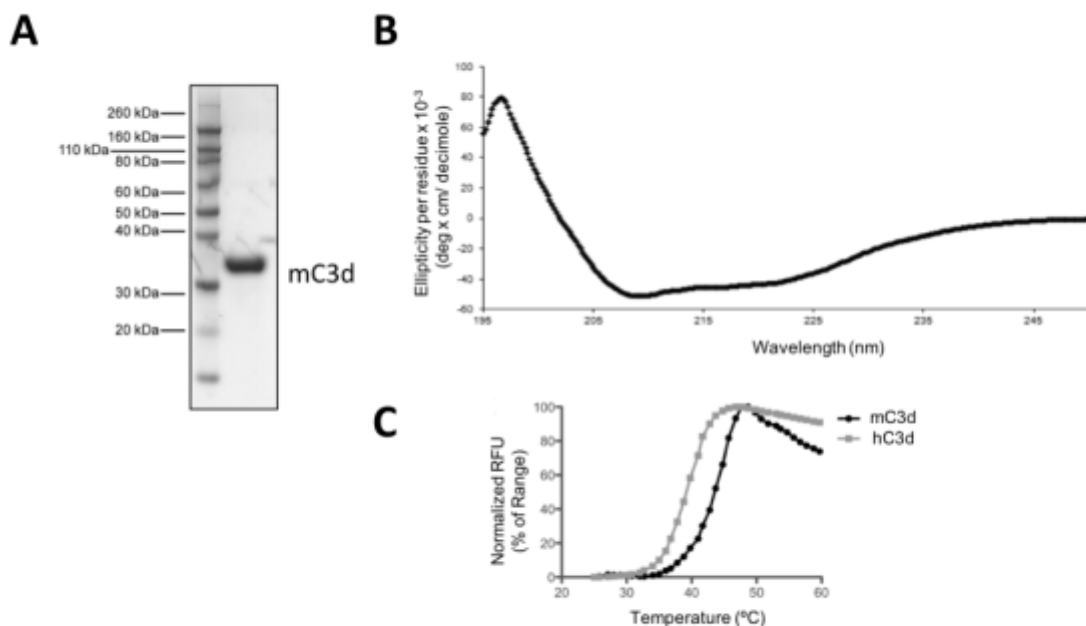 A
260 kDa
160 kDa
110 kDa
80 kDa
60 kDa
50 kDa
40 kDa
30 kDa
20 kDa
mC3d
B
Ellipticity per residue x 10⁻³
(deg x cm/ decimole)
100
80
60
40
20
0
-20
-40
-60
195
205
215
225
235
245
Wavelength (nm)
C
Normalized RFU
(% of Range)
100
80
60
40
20
0
20
30
40
50
60
Temperature (ºC)
mC3d
hC3d